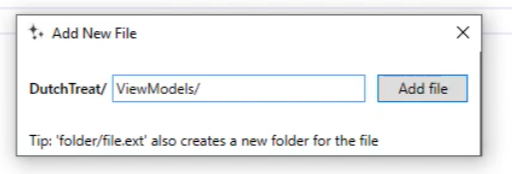 Add New File
DutchTreat/ ViewModels/ Add file
Tip: 'folder/file.ext' also creates a new folder for the file